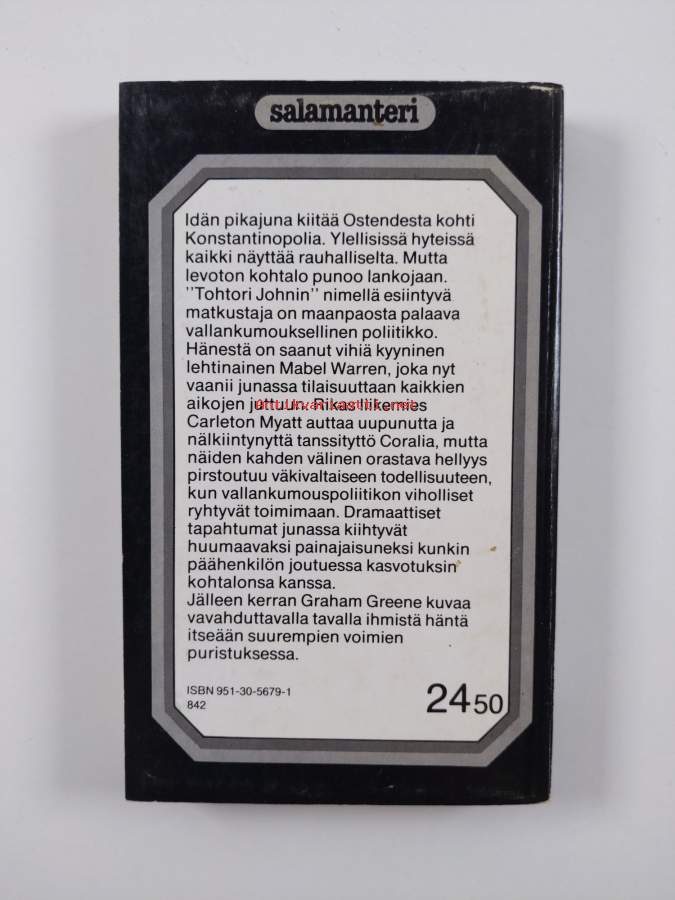 salamanteri
Idän pikajuna kiitää Ostendesta kohti
Konstantinopolia. Ylellisissä hyteissä
kaikki näyttää rauhalliselta. Mutta
levoton kohtalo punoo lankojaan.
''Tohtori Johnin'' nimellä esiintyvä
matkustaja on maanpaosta palaava
vallankumouksellinen poliitikko.
Hänestä on saanut vihiä kyyninen
lehtinainen Mabel Warren, joka nyt
vaanii junassa tilaisuuttaan kaikkien
aikojen juttuun. Rikas liikemies
Carleton Myatt auttaa uupunutta ja
nälkiintynyttä tanssityttö Coralia, mutta
näiden kahden välinen orastava hellyys
pirstoutuu väkivaltaiseen todellisuuteen,
kun vallankumouspoliitikon viholliset
ryhtyvät toimimaan. Dramaattiset
tapahtumat junassa kiihtyvät
huumaavaksi painajaisuneksi kunkin
päähenkilön joutuessa kasvotuksin
kohtalonsa kanssa.
Jälleen kerran Graham Greene kuvaa
vavahduttavalla tavalla ihmistä häntä
itseään suurempien voimien
puristuksessa.
ISBN 951-30-5679-1
842
24 50